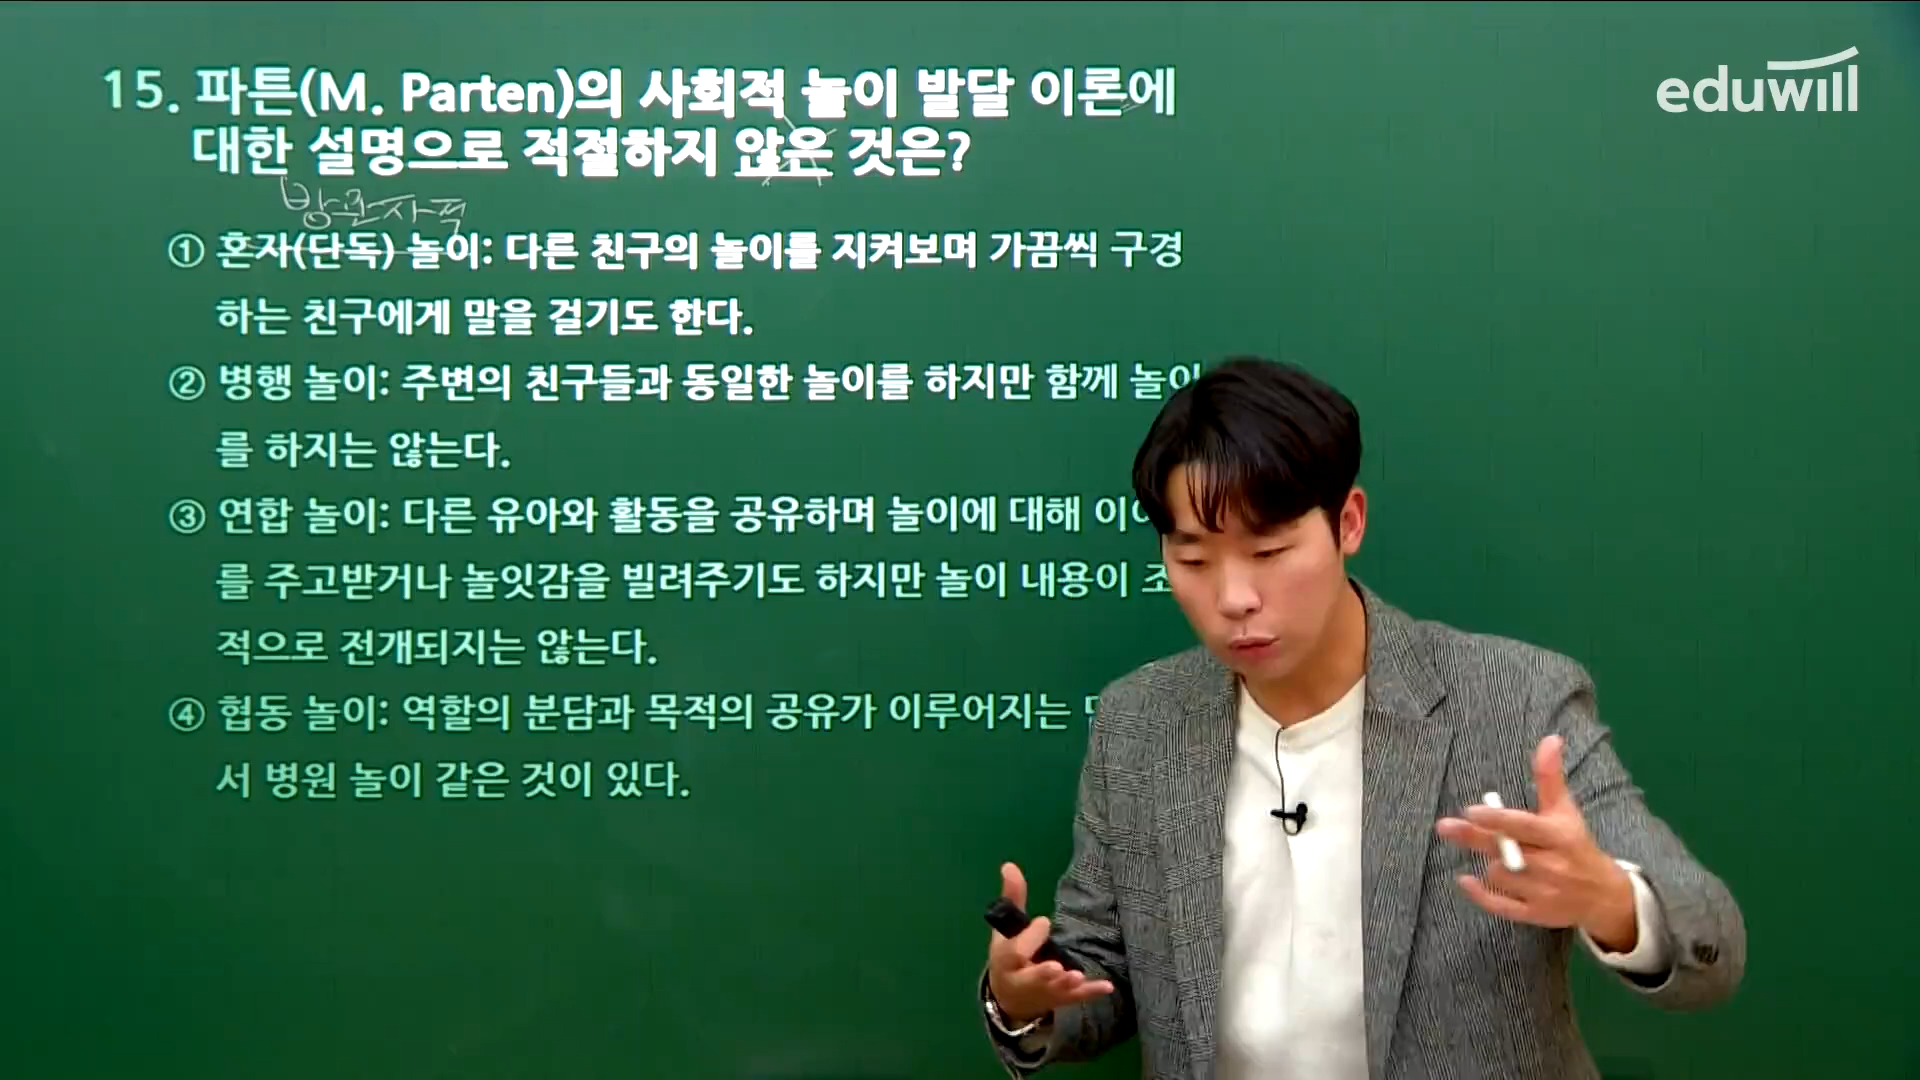 eduwill
15. 파튼(M. Parten)의 사회적 놀이 발달 이론에
대한 설명으로 적절하지 않은 것은?
방관자적
① 혼자(단독) 놀이: 다른 친구의 놀이를 지켜보며 가끔씩 구경
하는 친구에게 말을 걸기도 한다.
② 병행 놀이: 주변의 친구들과 동일한 놀이를 하지만 함께 놀이
를 하지는 않는다.
③ 연합 놀이: 다른 유아와 활동을 공유하며 놀이에 대해
를 주고받거나 놀잇감을 빌려주기도 하지만 놀이 내용이
적으로 전개되지는 않는다.
④ 협동 놀이: 역할의 분담과 목적의 공유가 이루어지는
서 병원 놀이 같은 것이 있다.